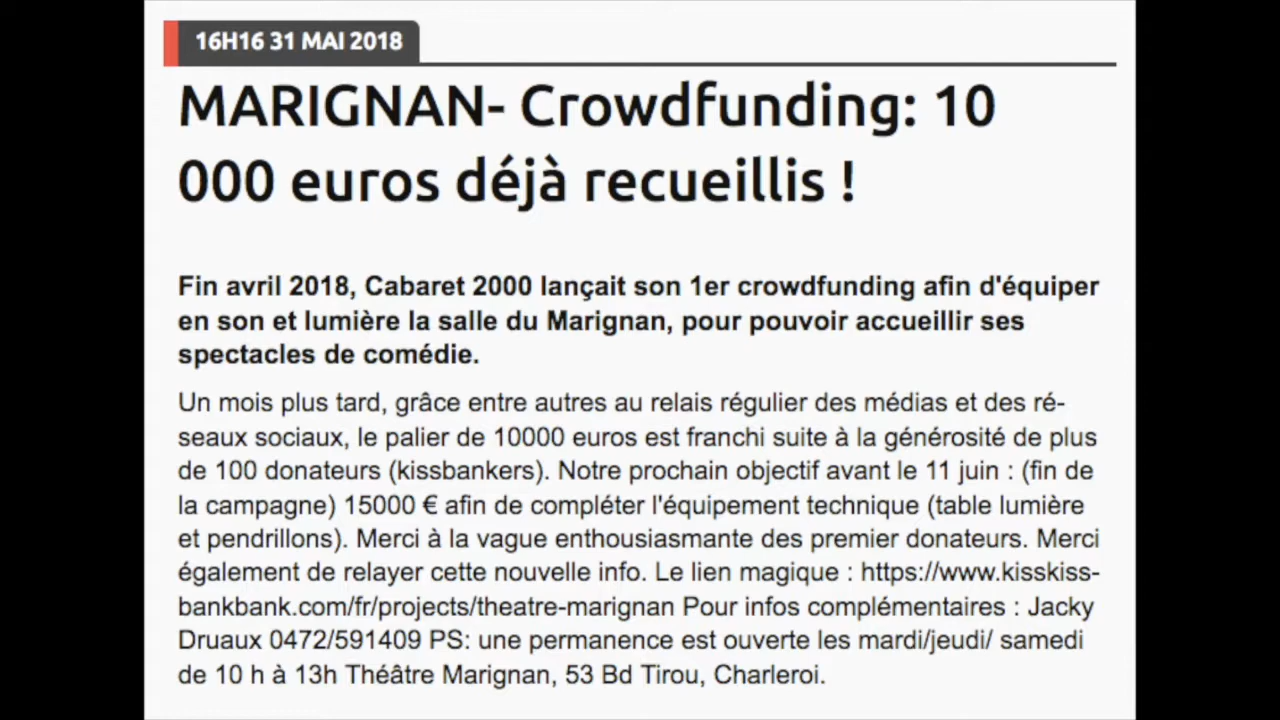 16H16 31 MAI 2018
MARIGNAN- Crowdfunding: 10
000 euros déjà recueillis !
Fin avril 2018, Cabaret 2000 lançait son 1er crowdfunding afin d'équiper
en son et lumière la salle du Marignan, pour pouvoir accueillir ses
spectacles de comédie.
Un mois plus tard, grâce entre autres au relais régulier des médias et des ré-
seaux sociaux, le palier de 10000 euros est franchi suite à la générosité de plus
de 100 donateurs (kissbankers). Notre prochain objectif avant le 11 juin : (fin de
la campagne) 15000 € afin de compléter l'équipement technique (table lumière
et pendrillons). Merci à la vague enthousiasmante des premier donateurs. Merci
également de relayer cette nouvelle info. Le lien magique : https://www.kisskiss-
bankbank.com/fr/projects/theatre-marignan Pour infos complémentaires : Jacky
Druaux 0472/591409 PS: une permanence est ouverte les mardi/jeudi/ samedi
de 10 h à 13h Théâtre Marignan, 53 Bd Tirou, Charleroi.